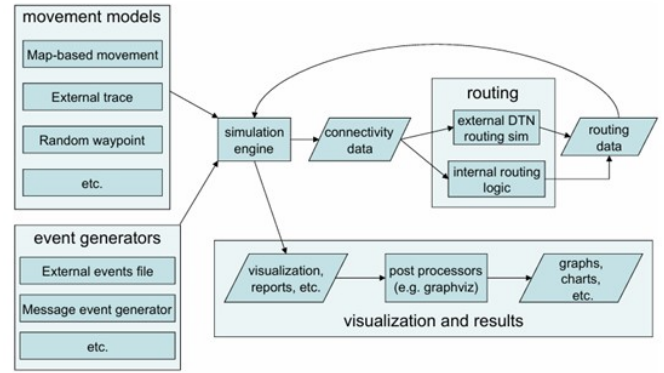 movement models
Map-based movement
External trace
Random waypoint
etc.
event generators
External events file
Message event generator
etc.
simulation
engine
connectivity
data
routing
external DTN
routing sim
internal routing
logic
routing
data
visualization,
reports, etc.
post processors
(e.g. graphviz)
graphs,
charts,
etc.
visualization and results